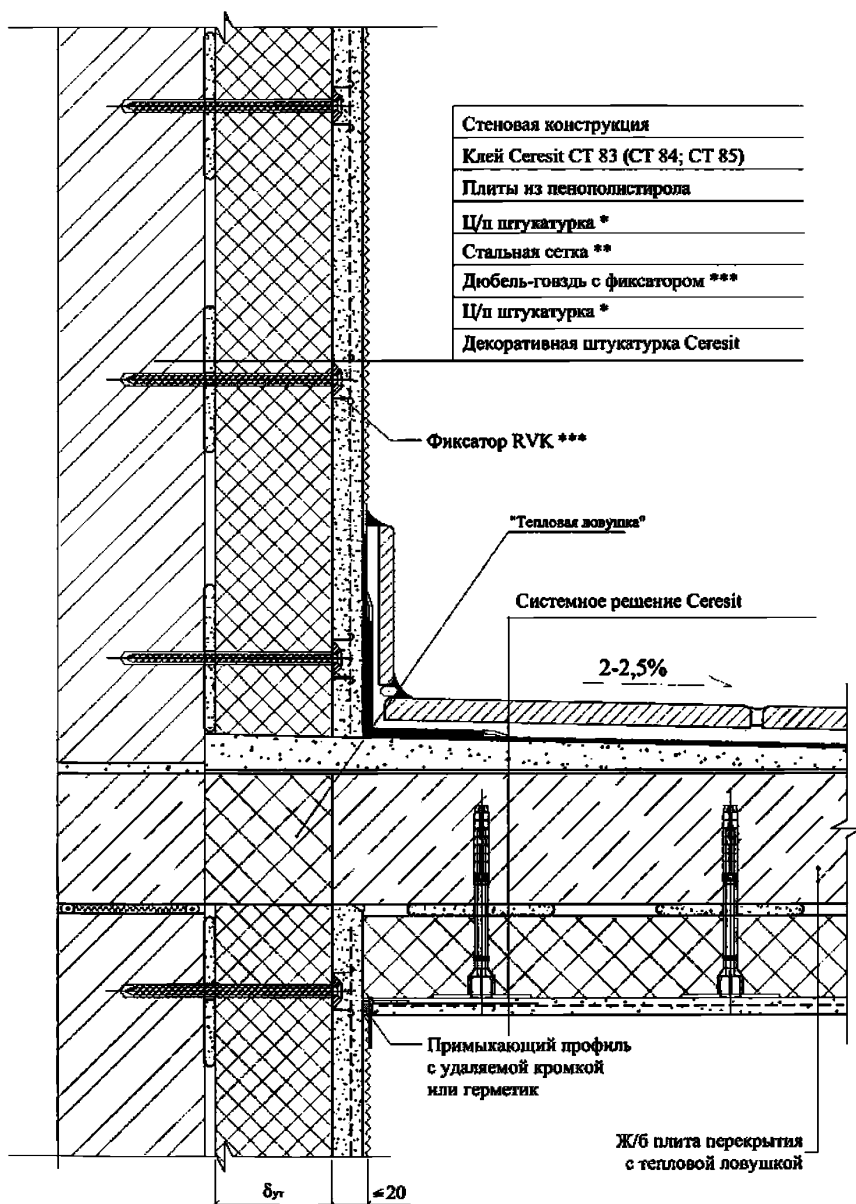 Стеновая конструкция
Клей Ceresit CT 83 (CT 84; CT 85)
Плиты из пенополистирола
Ц/п штукатурка *
Стальная сетка **
Дюбель-говздь с фиксатором ***
Ц/п штукатурка *
Декоративная штукатурка Ceresit
Фиксатор RVK ***
"Тепловая ловушка"
Системное решение Ceresit
2-2,5%
Примыкающий профиль
с удаляемой кромкой
или герметик
Ж/б плита перекрытия
с тепловой ловушкой
δут
≤20